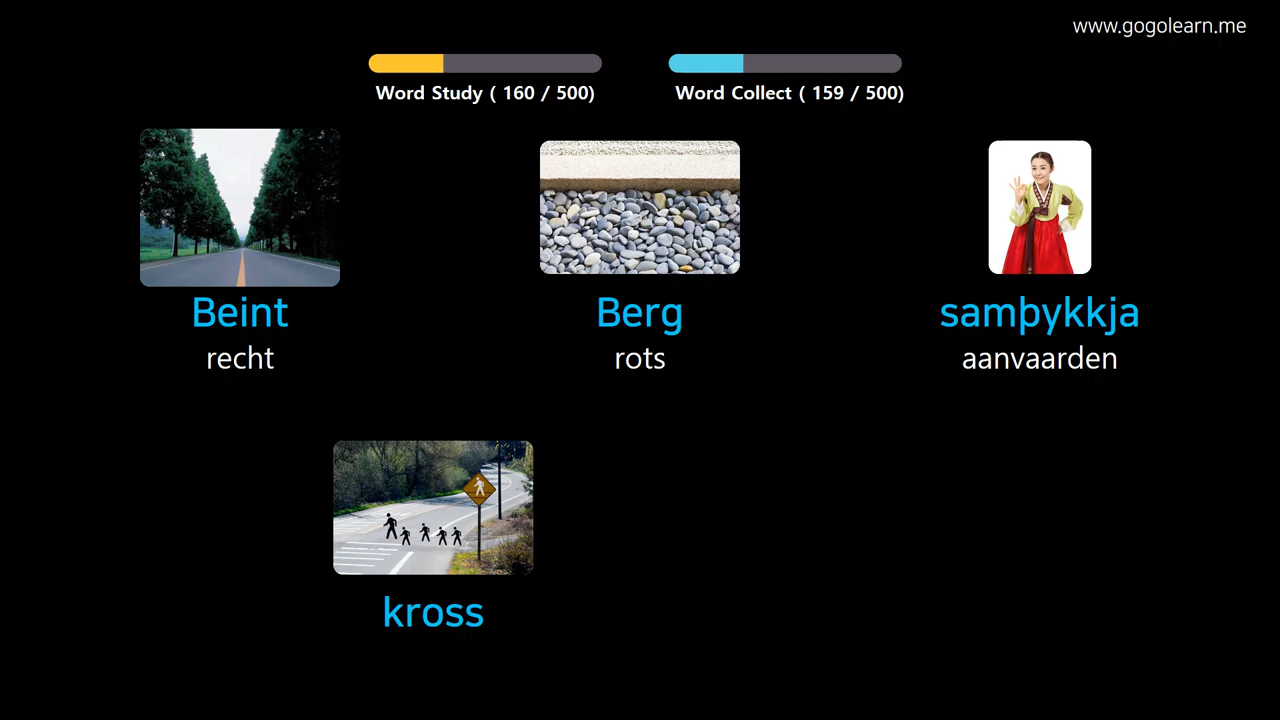 www.gogolearn.me
Word Study ( 160 / 500)
Word Collect ( 159 / 500)
Beint
Berg
samþykkja
recht
rots
aanvaarden
kross